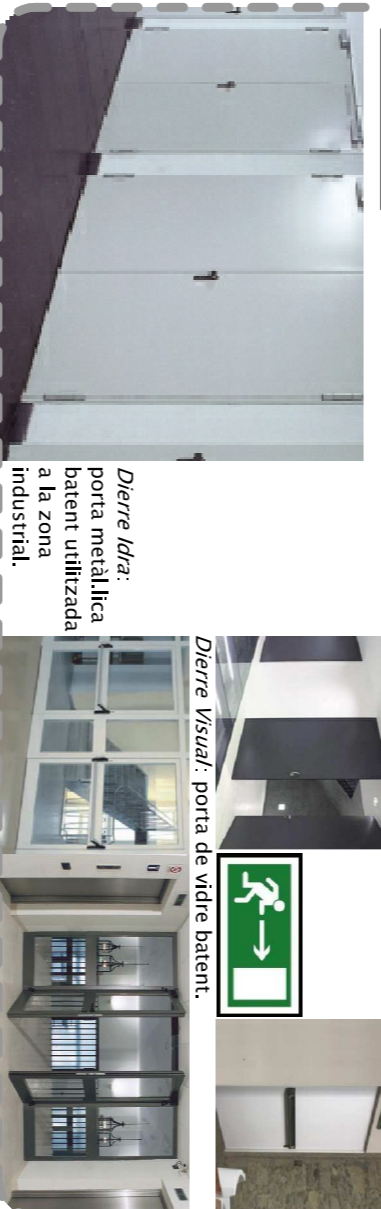 Dierre Idra:
porta metàl.lica
batent utilitzada
a la zona
industrial.
Dierre Visual: porta de vidre batent.